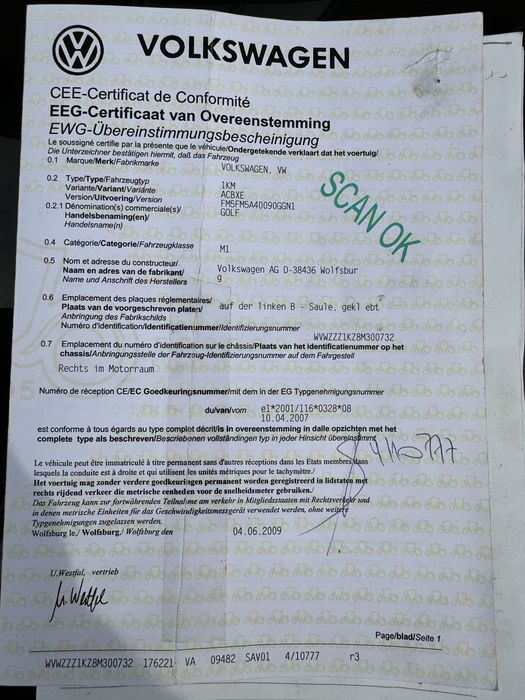 VOLKSWAGEN
CEE-Certificat de Conformité
EEG-Certificaat van Overeenstemming
EWG-Übereinstimmungsbescheinigung
Le soussigné certifie par la présente que le véhicule/Ondergetekende verklaart dat het voertuig/
Die Unterzeichner bestätigen hiermit, daß das Fahrzeug
0.1 Marque/Merk/Fabrikmarke VOLKSWAGEN, VW
0.2 Type/Type/Fahrzeugtyp 1KM
Variante/Variant/Variante ACBXE
Version/Uitvoering/Version FM5FM5A40090GGN1
0.2.1 Dénomination(s) commerciale(s)/ GOLF
Handelsbenaming(en)/
Handelsname(n)
SCAN OK
0.4 Catégorie/Categorie/Fahrzeugklasse M1
0.5 Nom et adresse du constructeur/ Volkswagen AG D-38436 Wolfsbur
Naam en adres van de fabrikant/ g
Name und Anschrift des Herstellers
0.6 Emplacement des plaques réglementaires/
Plaats van de voorgeschreven platen/ auf der linken B - Saule, gekl ebt
Anbringung des Fabrikschilds
Numéro d'identification/Identificatienummer/Identifizierungsnummer WVWZZZ1KZ8M300732
0.7 Emplacement du numéro d'identification sur le châssis/Plaats van het identificatienummer op het
chassis/Anbringungsstelle der Fahrzeug-Identifizierungsnummer auf dem Fahrgestell
Rechts im Motorraum
Numéro de réception CE/EC Goedkeuringsnummer/mit dem in der EG Typgenehmigungsnummer
du/van/vom e1*2001/116*0328*08
10.04.2007
est conforme à tous égards au type complet décrit/is in overeenstemming in dalle opzichten met het
complete type als beschreven/Beschriebenen vollständingen typ in jeder Hinsicht übereinstimmt
Le véhicule peut être immatriculé à titre permanent sans d'autres réceptions dans les Etats membres dans
lesquels la conduite est à droite et qui utilisent les unités métriques pour le tachymetre./
Het voertuig mag zonder verdere goedkeuringen permanent worden geregistreerd in lidstaten met
rechts rijdend verkeer die metrische eenheden voor de snelheidsmeter gebruiken.
Das Fahrzeug kann zur fortwährenden Teilnahme am verkehr in Mitgliedstaaten mit Rechtsverkehr und
in denen metrische Einheiten für das Geschwindigkeitsmessgerät verwendet werden, ohne weitere
Typgenehmigungen zugelassen werden.
Wolfsburg le./ Wolfsburg./ Wolfsburg den 04.06.2009
U.Westfal, vertrieb
Page/blad/Seite 1
WVWZZZ1KZ8M300732 176221 VA 09482 SAV01 4/10777 r3